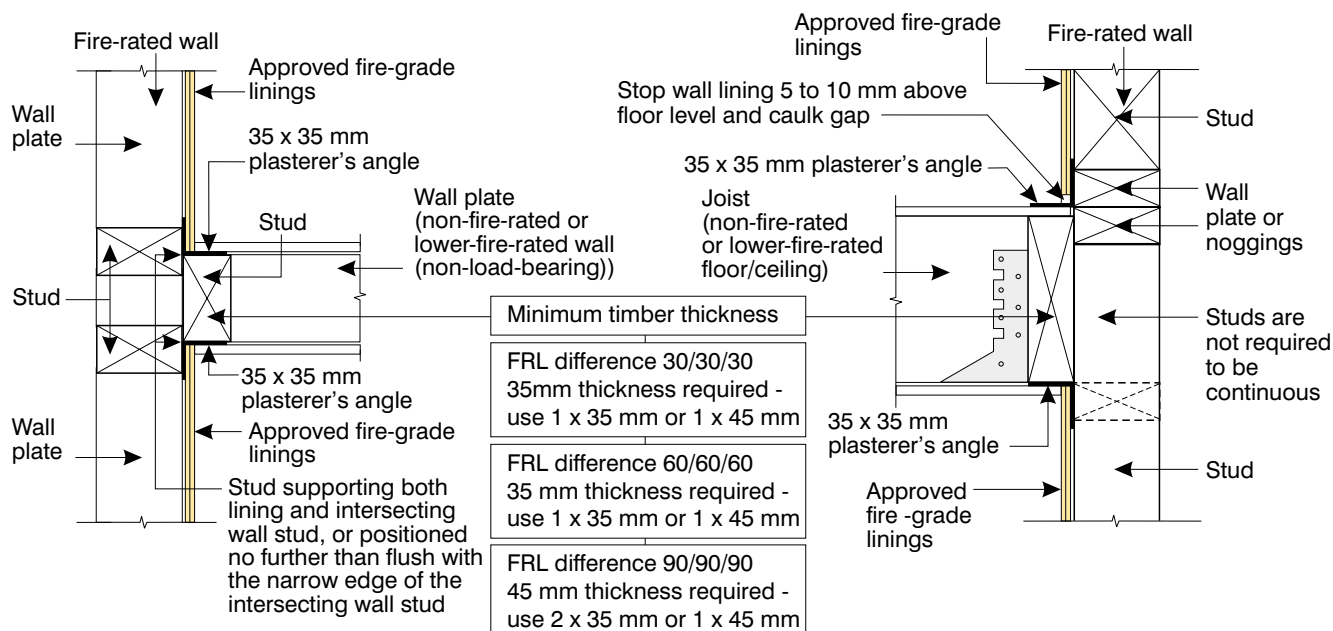 Fire-rated wall
Approved fire-grade
linings
Wall
plate
35 x 35 mm
plasterer’s angle
Wall plate
(non-fire-rated or
lower-fire-rated wall
(non-load-bearing))
Stud
Stud
35 x 35 mm
plasterer’s angle
Wall
plate
Approved fire-grade
linings
Stud supporting both
lining and intersecting
wall stud, or positioned
no further than flush with
the narrow edge of the
intersecting wall stud
Minimum timber thickness
FRL difference 30/30/30
35mm thickness required -
use 1 x 35 mm or 1 x 45 mm
FRL difference 60/60/60
35 mm thickness required -
use 1 x 35 mm or 1 x 45 mm
FRL difference 90/90/90
45 mm thickness required -
use 2 x 35 mm or 1 x 45 mm
Approved fire-grade
linings
Fire-rated wall
Stop wall lining 5 to 10 mm above
floor level and caulk gap
Stud
35 x 35 mm plasterer’s angle
Joist
(non-fire-rated
or lower-fire-rated
floor/ceiling)
Wall
plate or
noggings
Studs are
not required
to be
continuous
35 x 35 mm
plasterer’s angle
Stud
Approved
fire -grade
linings